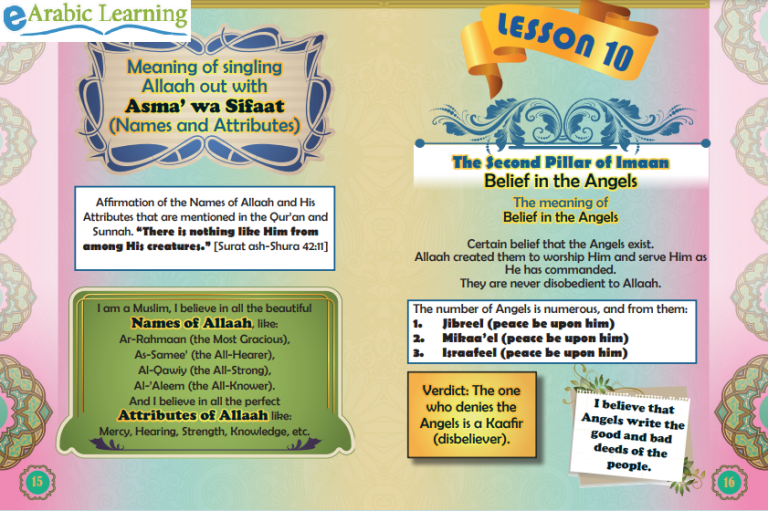 eArabic Learning
Meaning of singling
Allaah out with
Asma' wa Sifaat
(Names and Attributes)
Affirmation of the Names of Allaah and His
Attributes that are mentioned in the Qur'an and
Sunnah. “There is nothing like Him from
among His creatures.” [Surat ash-Shura 42:11]
I am a Muslim, I believe in all the beautiful
Names of Allaah, like:
Ar-Rahmaan (the Most Gracious),
As-Samee' (the All-Hearer),
Al-Qawiy (the All-Strong),
Al-'Aleem (the All-Knower).
And I believe in all the perfect
Attributes of Allaah like:
Mercy, Hearing, Strength, Knowledge, etc.
15
LESSON 10
The Second Pillar of Imaan
Belief in the Angels
The meaning of
Belief in the Angels
Certain belief that the Angels exist.
Allaah created them to worship Him and serve Him as
He has commanded.
They are never disobedient to Allaah.
The number of Angels is numerous, and from them:
1. Jibreel (peace be upon him)
2. Mikaa'el (peace be upon him)
3. Israafeel (peace be upon him)
Verdict: The one
who denies the
Angels is a Kaafir
(disbeliever).
I believe that
Angels write the
good and bad
deeds of the
people.
16